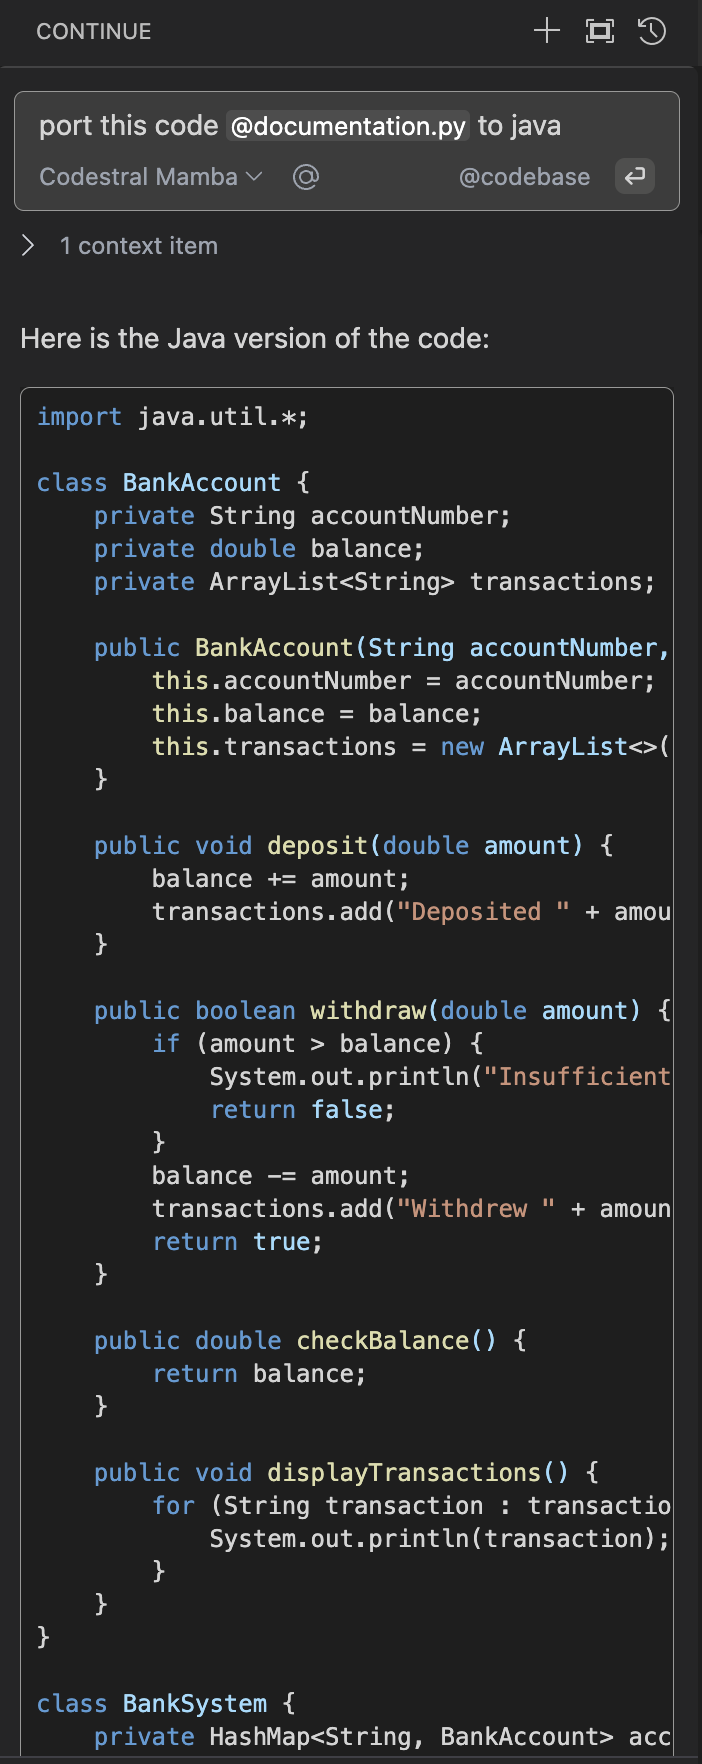 CONTINUE
port this code @documentation.py to java
Codestral Mamba @codebase
1 context item
Here is the Java version of the code:
import java.util.*;
class BankAccount {
    private String accountNumber;
    private double balance;
    private ArrayList<String> transactions;
    public BankAccount(String accountNumber,
        this.accountNumber = accountNumber;
        this.balance = balance;
        this.transactions = new ArrayList<>(
    }
    public void deposit(double amount) {
        balance += amount;
        transactions.add("Deposited " + amou
    }
    public boolean withdraw(double amount) {
        if (amount > balance) {
            System.out.println("Insufficient
            return false;
        }
        balance -= amount;
        transactions.add("Withdrew " + amoun
        return true;
    }
    public double checkBalance() {
        return balance;
    }
    public void displayTransactions() {
        for (String transaction : transactio
            System.out.println(transaction);
        }
    }
}
class BankSystem {
    private HashMap<String, BankAccount> acc